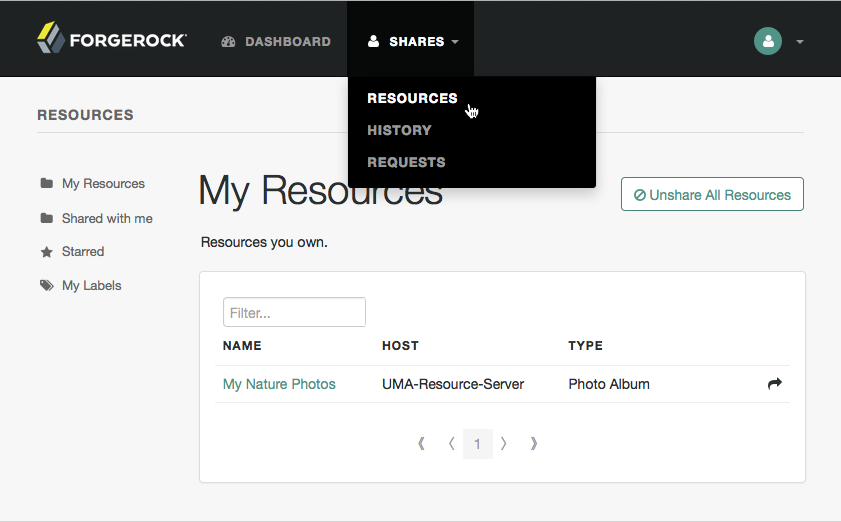 FORGEROCK
DASHBOARD
SHARES
RESOURCES
HISTORY
REQUESTS
RESOURCES
My Resources
Shared with me
Starred
My Labels
My Resources
Unshare All Resources
Resources you own.
Filter...
NAME HOST TYPE
My Nature Photos UMA-Resource-Server Photo Album
《 〈 1 〉 》